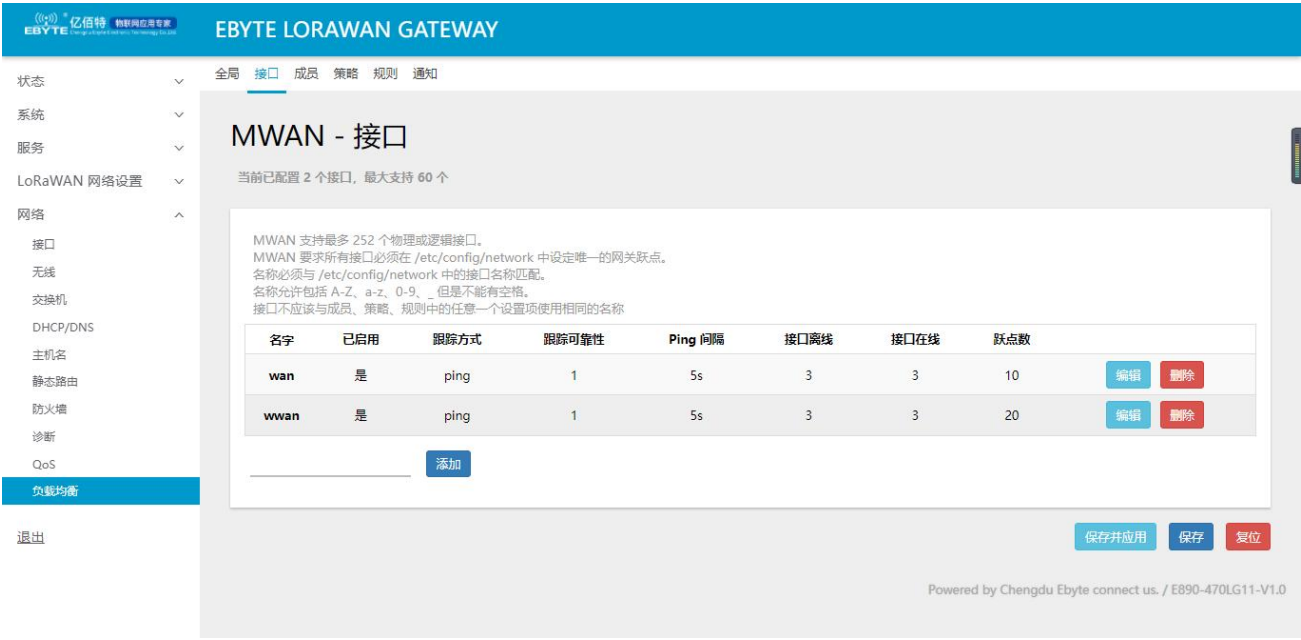 EBYTE 亿佰特 物联网应用专家
EBYTE LORAWAN GATEWAY
全局 接口 成员 策略 规则 通知
状态
系统
服务
LoRaWAN 网络设置
网络
接口
无线
交换机
DHCP/DNS
主机名
静态路由
防火墙
诊断
QoS
负载均衡
退出
MWAN - 接口
当前已配置 2 个接口, 最大支持 60 个
MWAN 支持最多 252 个物理或逻辑接口。
MWAN 要求所有接口必须在 /etc/config/network 中设定唯一的网关跃点。
名称必须与 /etc/config/network 中的接口名称匹配。
名称允许包括 A-Z、a-z、0-9、_ 但是不能有空格。
接口不应该与成员、策略、规则中的任意一个设置项使用相同的名称
名字 已启用 跟踪方式 跟踪可靠性 Ping 间隔 接口离线 接口在线 跃点数
wan 是 ping 1 5s 3 3 10 编辑 删除
wwan 是 ping 1 5s 3 3 20 编辑 删除
添加
保存并应用 保存 复位
Powered by Chengdu Ebyte connect us. / E890-470LG11-V1.0